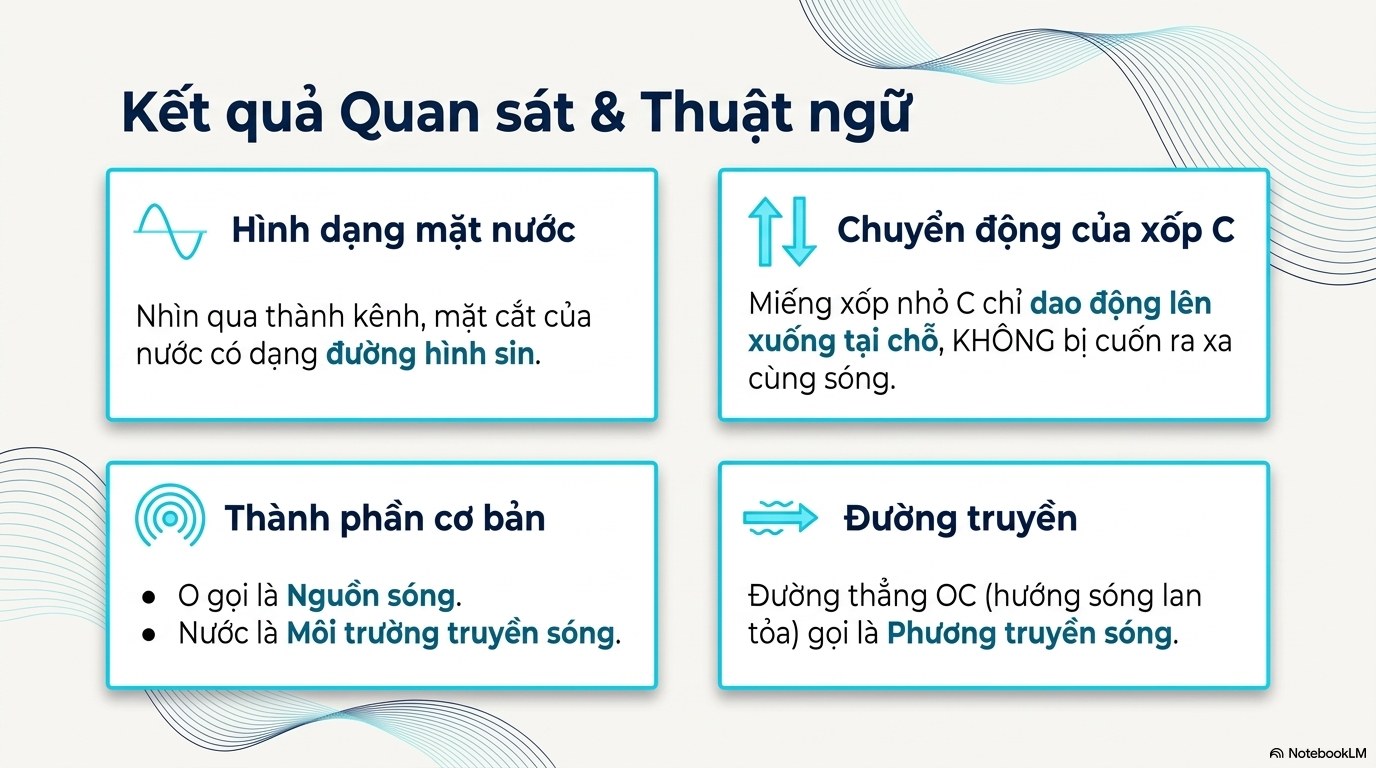 Kết quả Quan sát & Thuật ngữ
Hình dạng mặt nước
Nhìn qua thành kênh, mặt cắt của
nước có dạng đường hình sin.
Chuyển động của xốp C
Miếng xốp nhỏ C chỉ dao động lên
xuống tại chỗ, KHÔNG bị cuốn ra xa
cùng sóng.
Thành phần cơ bản
● O gọi là Nguồn sóng.
● Nước là Môi trường truyền sóng.
Đường truyền
Đường thẳng OC (hướng sóng lan
tỏa) gọi là Phương truyền sóng.
NotebookLM